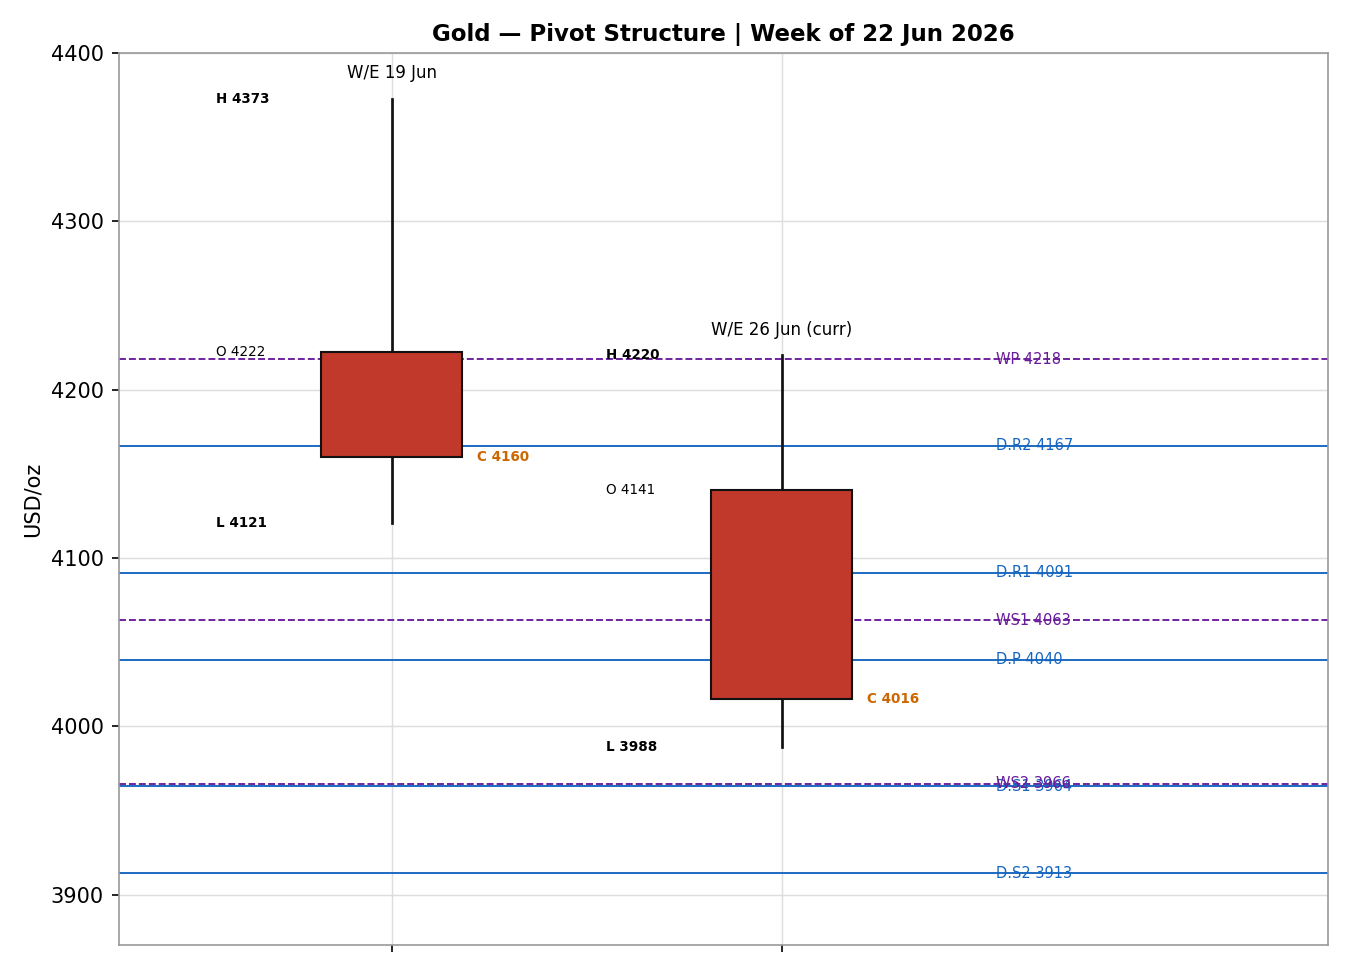 Gold — Pivot Structure | Week of 22 Jun 2026
4400
W/E 19 Jun
H 4373
4300
W/E 26 Jun (curr)
O 4222
H 4220
WP 4218
4200
D.R2 4167
C 4160
USD/oz
O 4141
L 4121
4100
D.R1 4091
WS1 4063
D.P 4040
4000
C 4016
L 3988
WS2 3966
D.S1 3964
3900
D.S2 3913